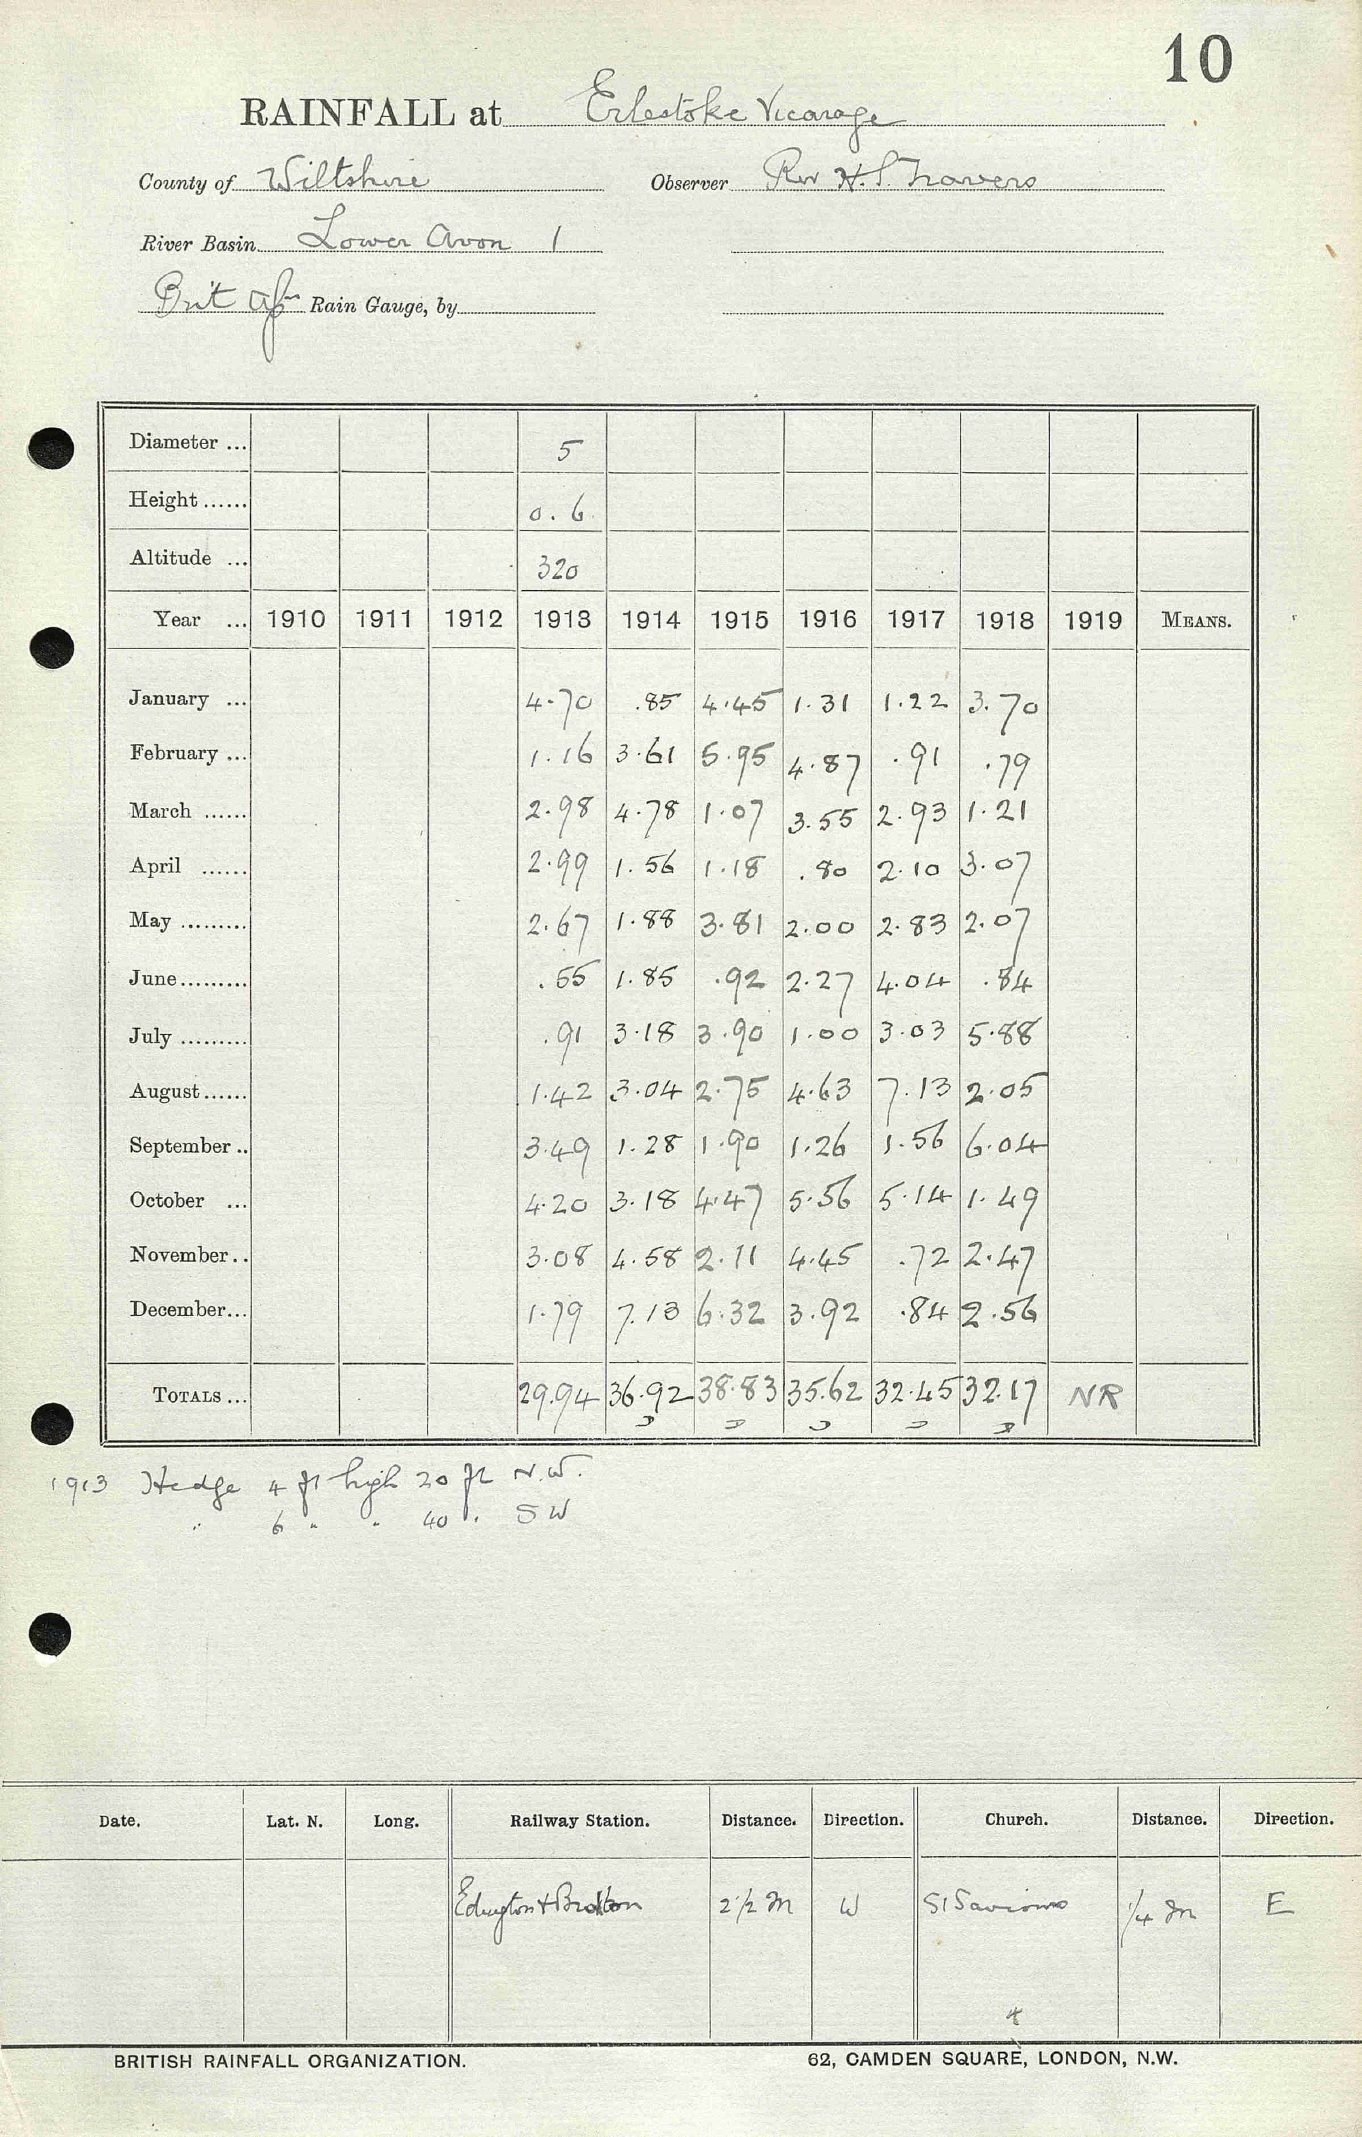 10
RAINFALL at Erlestoke Vicarage
County of Wiltshire Observer Rev H.S. Travers
River Basin Lower Avon 1
Rain Gauge, by
Diameter ... 5
Height ...... 0.6
Altitude ... 320
Year ... 1910 1911 1912 1913 1914 1915 1916 1917 1918 1919 MEANS.
January ... 4.70 .85 4.45 1.31 1.22 3.70
February ... 1.16 3.61 5.95 4.87 .91 .79
March ...... 2.98 4.78 1.07 3.55 2.93 1.21
April ...... 2.99 1.56 1.18 .80 2.10 3.07
May ......... 2.67 1.88 3.81 2.00 2.83 2.07
June......... .55 1.85 .92 2.27 4.04 .84
July ......... .91 3.18 3.90 1.00 3.03 5.88
August...... 1.42 3.04 2.75 4.63 7.13 2.05
September .. 3.49 1.28 1.90 1.26 1.56 6.04
October ... 4.20 3.18 4.47 5.56 5.14 1.49
November.. 3.08 4.58 2.11 4.45 .72 2.47
December... 1.79 7.13 6.32 3.92 .84 2.56
TOTALS ... 29.94 36.92 38.83 35.62 32.45 32.17 NR
1913 Hedge 4 ft high 20 ft N.W.
" 6 " " 40 " SW
Date. Lat. N. Long. Railway Station. Distance. Direction. Church. Distance. Direction.
Edington & Bratton 2 1/2 m W St Saviours 1/4 m E
BRITISH RAINFALL ORGANIZATION. 62, CAMDEN SQUARE, LONDON, N.W.